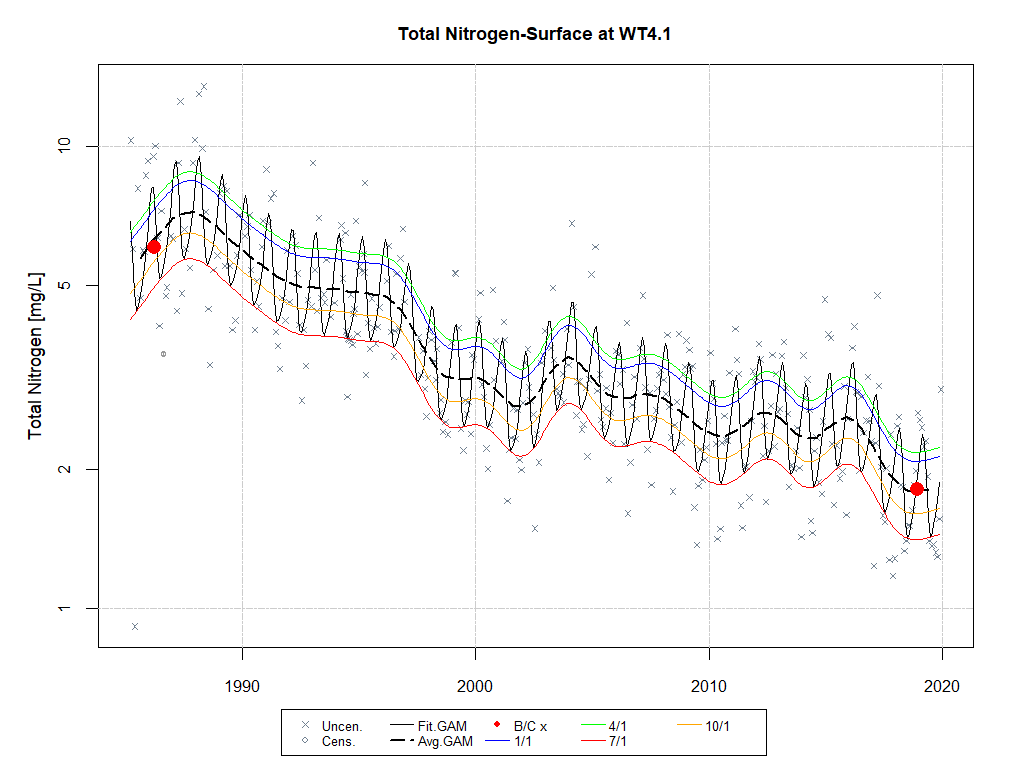 Total Nitrogen-Surface at WT4.1
Total Nitrogen [mg/L]
10
5
2
1
1990 2000 2010 2020
Uncen. Fit.GAM B/C x 4/1 10/1
Cens. Avg.GAM 1/1 7/1